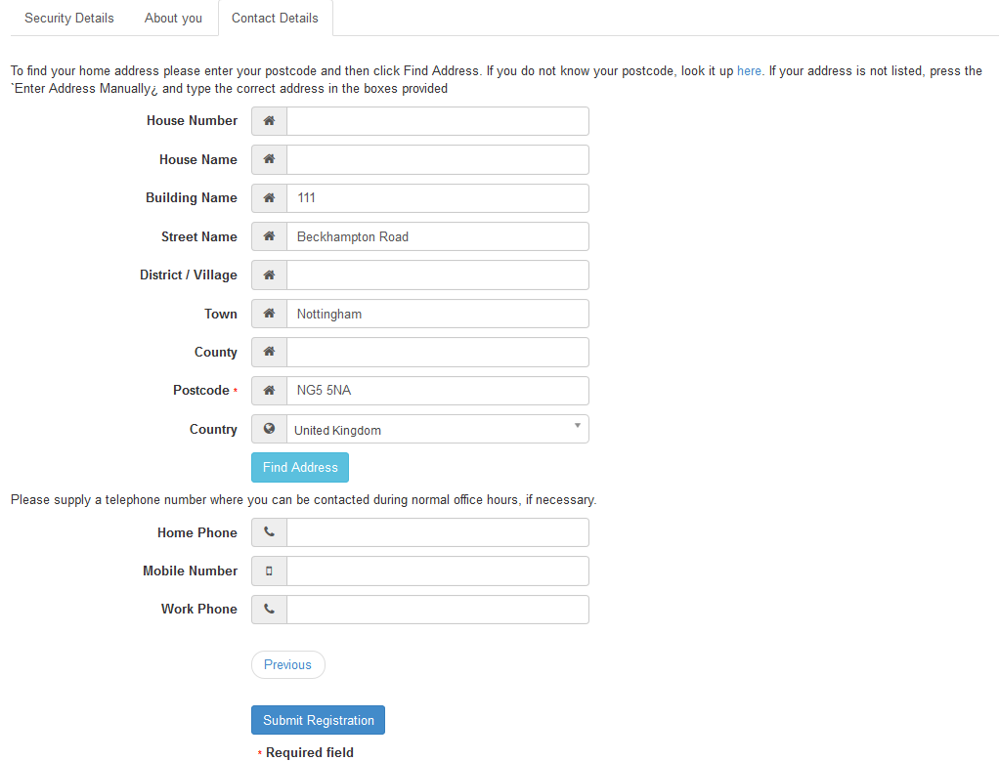 Security Details About you Contact Details
To find your home address please enter your postcode and then click Find Address. If you do not know your postcode, look it up here. If your address is not listed, press the
`Enter Address Manually¿ and type the correct address in the boxes provided
House Number
House Name
Building Name 111
Street Name Beckhampton Road
District / Village
Town Nottingham
County
Postcode * NG5 5NA
Country United Kingdom
Find Address
Please supply a telephone number where you can be contacted during normal office hours, if necessary.
Home Phone
Mobile Number
Work Phone
Previous
Submit Registration
* Required field